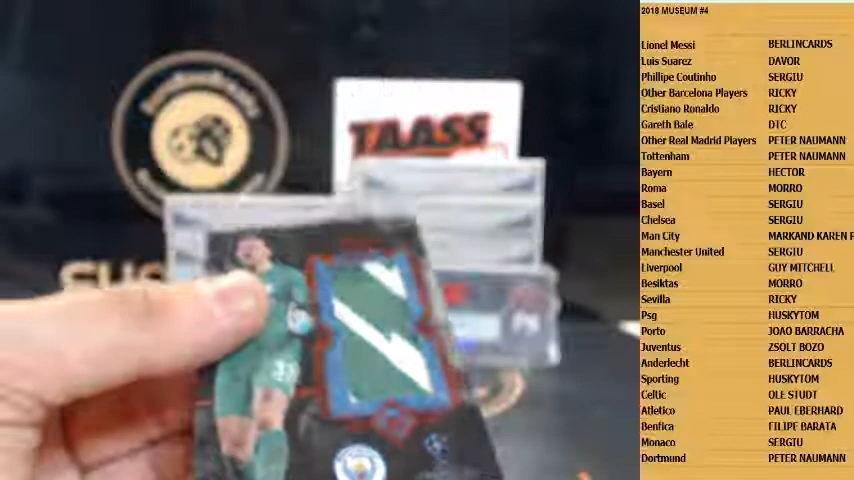 2018 MUSEUM #4
Lionel Messi BERLINCARDS
Luis Suarez DAVOR
Phillipe Coutinho SERGIU
Other Barcelona Players RICKY
Cristiano Ronaldo RICKY
Gareth Bale DTC
Other Real Madrid Players PETER NAUMANN
Tottenham PETER NAUMANN
Bayern HECTOR
Roma MORRO
Basel SERGIU
Chelsea SERGIU
Man City MARKAND KAREN
Manchester United SERGIU
Liverpool GUY MITCHELL
Besiktas MORRO
Sevilla RICKY
Psg HUSKYTOM
Porto JOAO BARRACHA
Juventus ZSOLT BOZO
Anderlecht BERLINCARDS
Sporting HUSKYTOM
Celtic OLE STUDT
Atletico PAUL EBERHARD
Benfica FILIPE BARATA
Monaco SERGIU
Dortmund PETER NAUMANN
TAASS